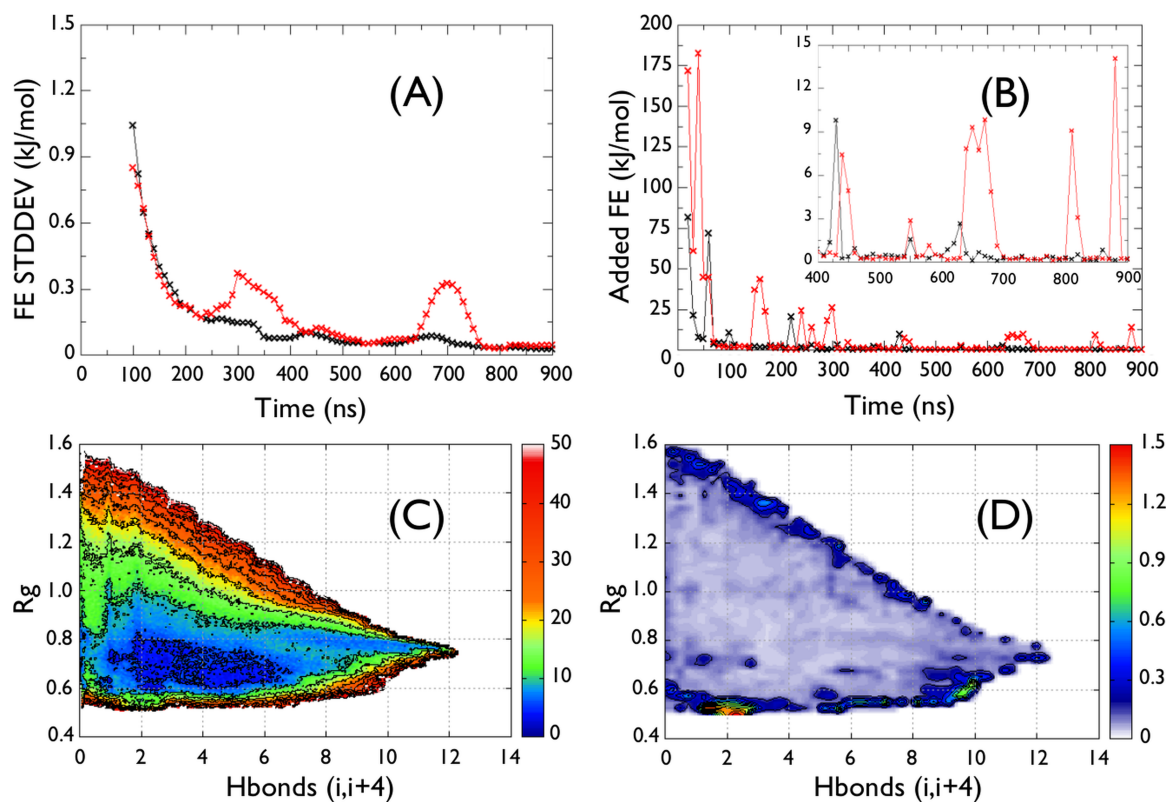 1.5
1.2
0.9
0.6
0.3
0
FE STDDEV (kJ/mol)
(A)
100 200 300 400 500 600 700 800 900
Time (ns)
200
175
150
125
100
75
50
25
0
Added FE (kJ/mol)
15
12
9
6
3
0
(B)
400 500 600 700 800 900
0 100 200 300 400 500 600 700 800 900
Time (ns)
1.6
1.4
1.2
1.0
0.8
0.6
0.4
Rg
(C)
0 2 4 6 8 10 12 14
Hbonds (i,i+4)
50
40
30
20
10
0
1.6
1.4
1.2
1.0
0.8
0.6
0.4
Rg
(D)
0 2 4 6 8 10 12 14
Hbonds (i,i+4)
1.5
1.2
0.9
0.6
0.3
0